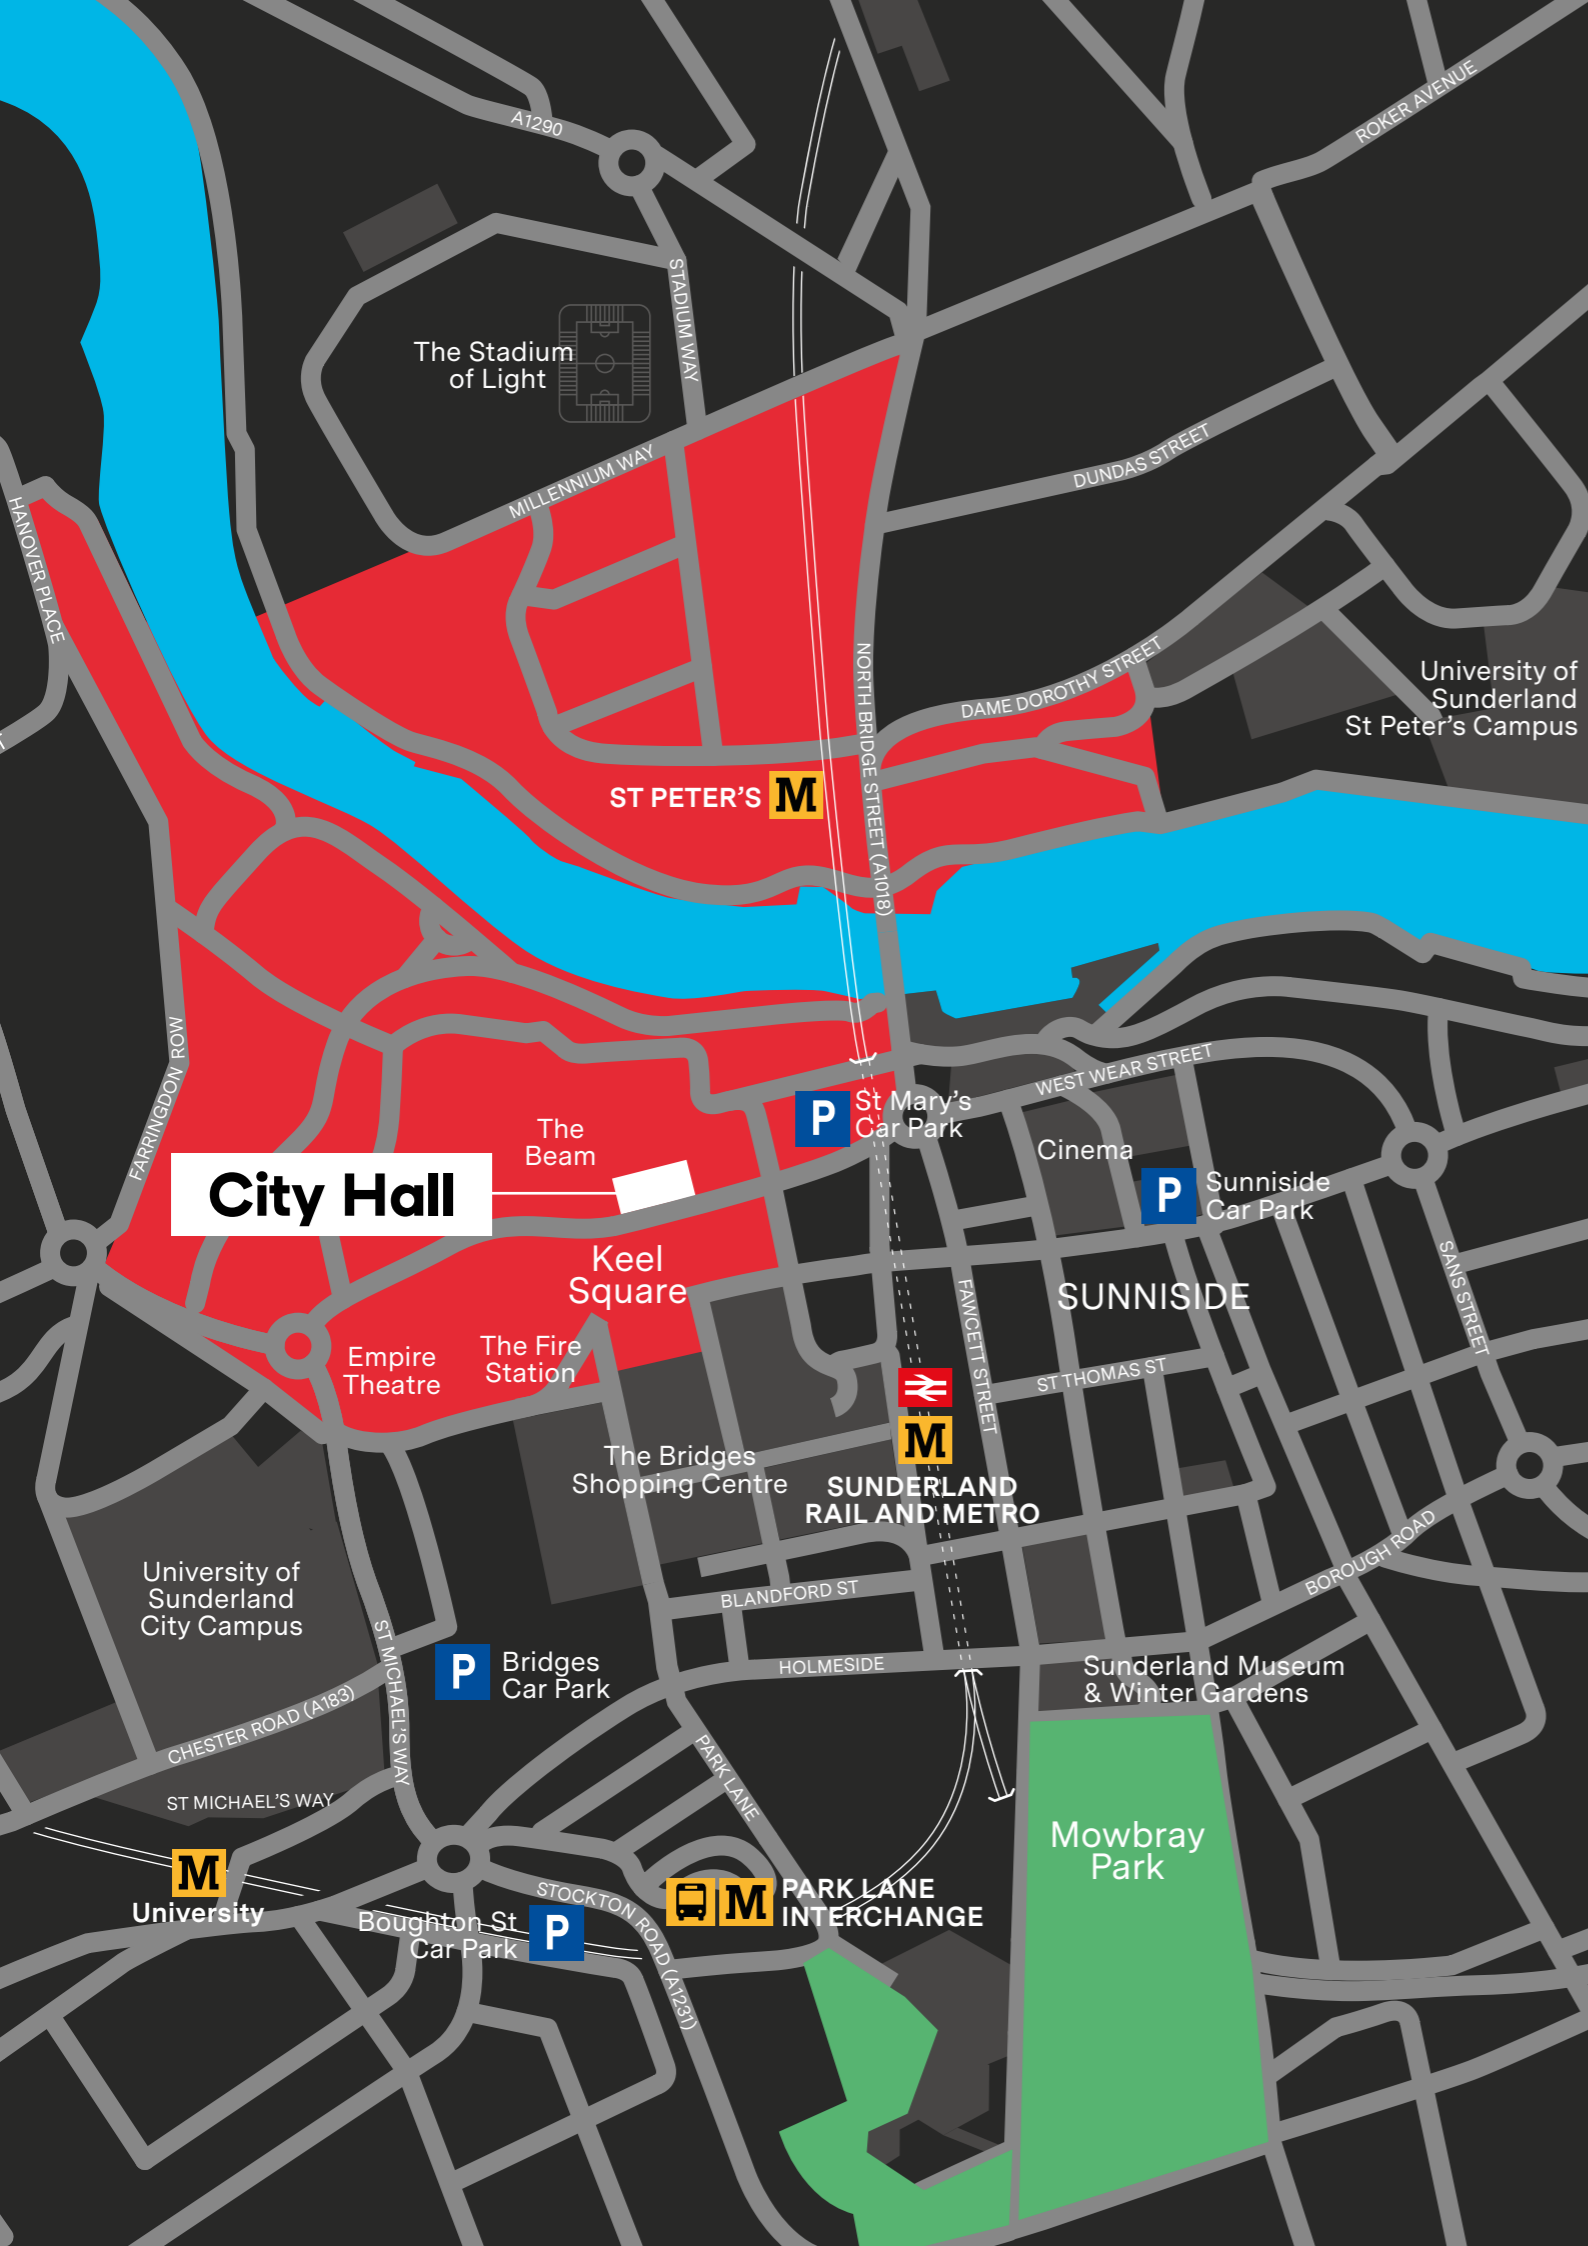 A1290
ROKER AVENUE
STADIUM WAY
The Stadium
of Light
MILLENNIUM WAY
DUNDAS STREET
HANOVER PLACE
NORTH BRIDGE STREET (A1018)
DAME DOROTHY STREET
University of
Sunderland
St Peter's Campus
ST PETER'S M
FARRINGDON ROW
WEST WEAR STREET
P St Mary's
Car Park
The
Beam
Cinema
City Hall
P Sunniside
Car Park
Keel
Square
SUNNISIDE
SANS STREET
FAWCETT STREET
The Fire
Station
Empire
Theatre
ST THOMAS ST
M
The Bridges
Shopping Centre
SUNDERLAND
RAIL AND METRO
BOROUGH ROAD
University of
Sunderland
City Campus
BLANDFORD ST
ST MICHAEL'S WAY
P Bridges
Car Park
HOLMESIDE
Sunderland Museum
& Winter Gardens
CHESTER ROAD (A183)
PARK LANE
ST MICHAEL'S WAY
Mowbray
Park
M
University
STOCKTON ROAD (A1231)
M PARK LANE
INTERCHANGE
Boughton St
Car Park P